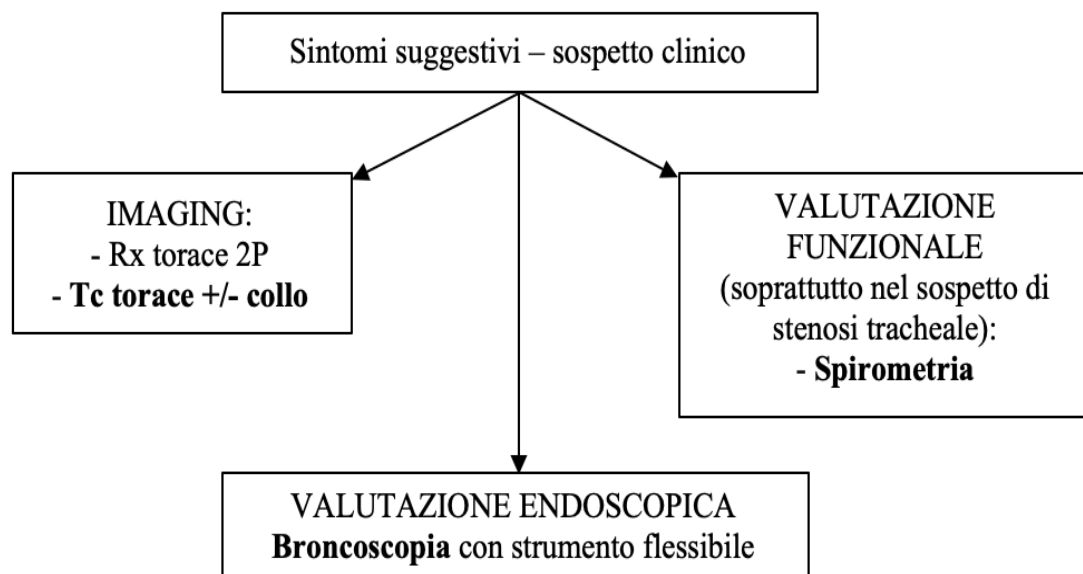 Sintomi suggestivi – sospetto clinico
IMAGING:
- Rx torace 2P
- Tc torace +/- collo
VALUTAZIONE
FUNZIONALE
(soprattutto nel sospetto di
stenosi tracheale):
- Spirometria
VALUTAZIONE ENDOSCOPICA
Broncoscopia con strumento flessibile